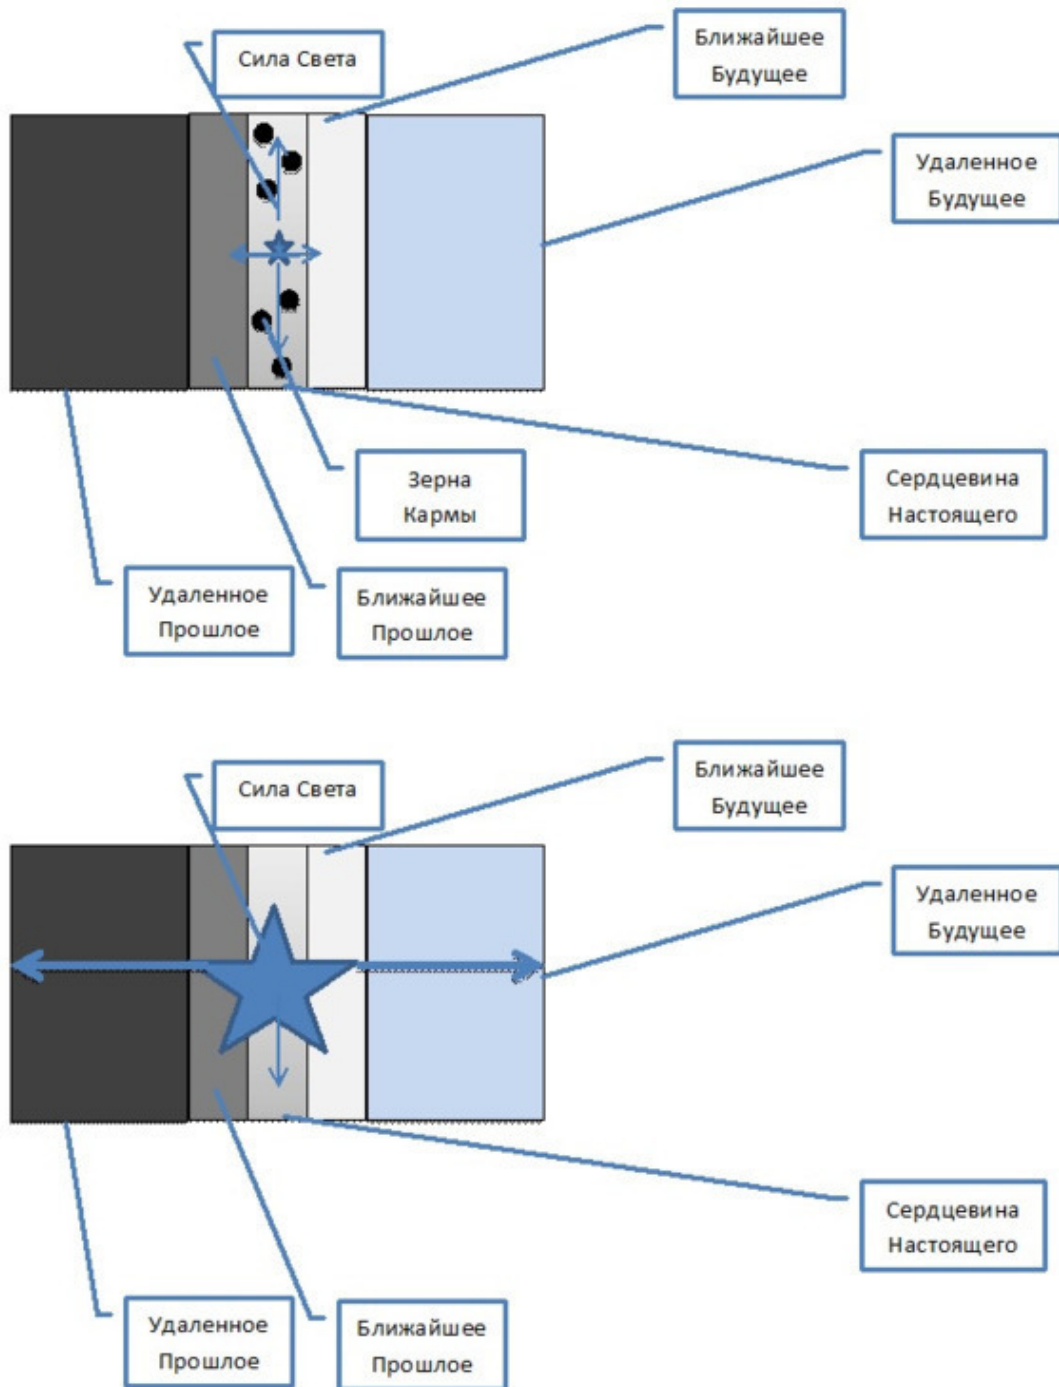 Сила Света
Ближайшее
Будущее
Удаленное
Будущее
Зерна
Кармы
Сердцевина
Настоящего
Удаленное
Прошлое
Ближайшее
Прошлое
Сила Света
Ближайшее
Будущее
Удаленное
Будущее
Сердцевина
Настоящего
Удаленное
Прошлое
Ближайшее
Прошлое